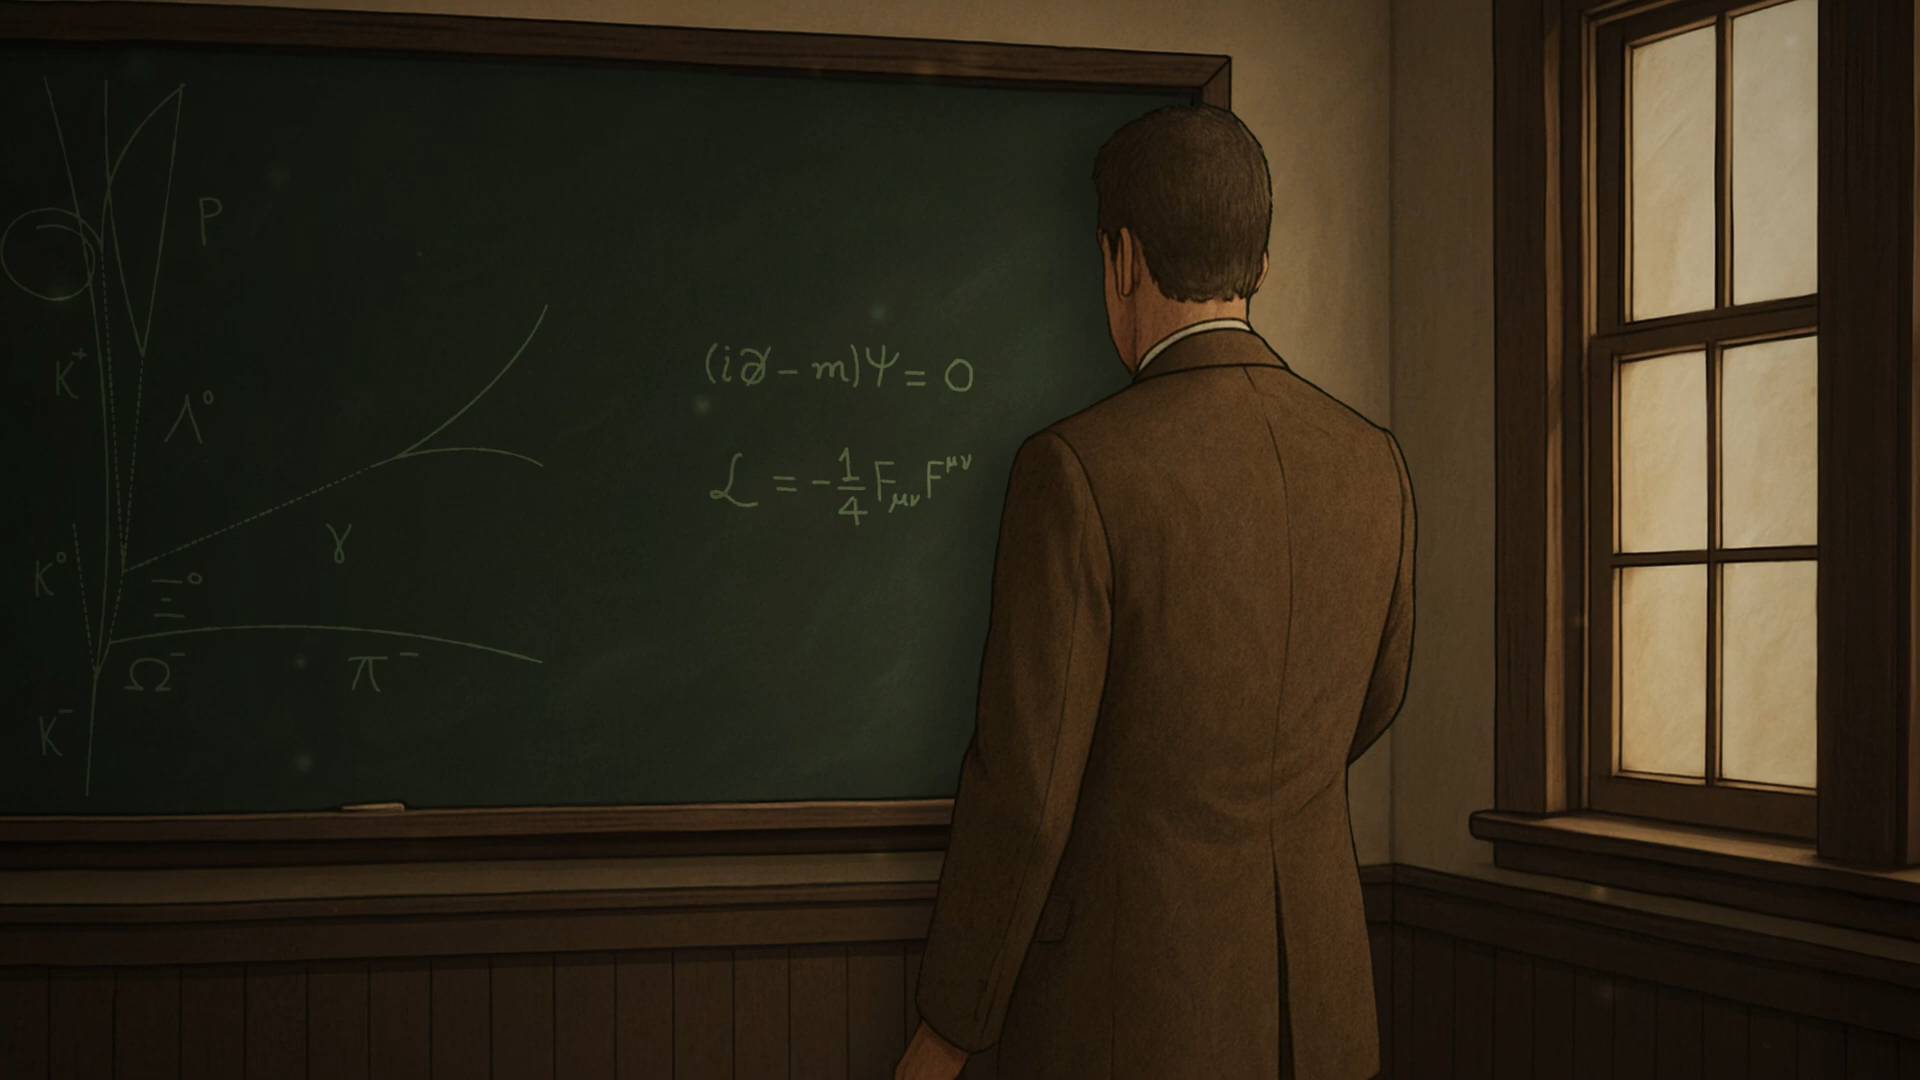 P
K⁺
Λ⁰
γ
K⁰
Ξ⁰
Ω⁻
π⁻
K⁻
(i∂̸ - m)Ψ = 0
ℒ = -1/4 F_μν F^μν